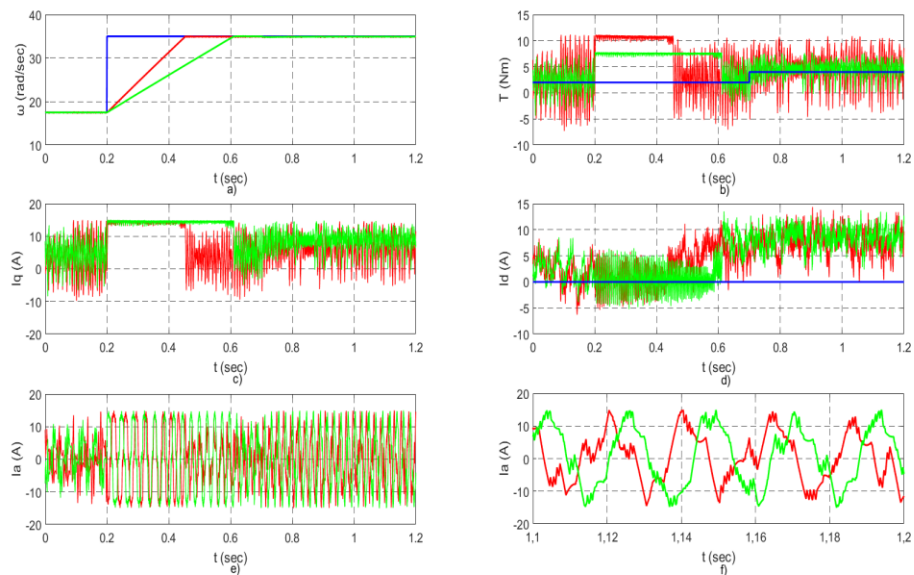 40
30
20
10
ω (rad/sec)
0 0.2 0.4 0.6 0.8 1 1.2
t (sec)
a)
15
10
5
0
-5
-10
T (Nm)
0 0.2 0.4 0.6 0.8 1 1.2
t (sec)
b)
20
10
0
-10
-20
Iq (A)
0 0.2 0.4 0.6 0.8 1 1.2
t (sec)
c)
15
10
5
0
-5
-10
Id (A)
0 0.2 0.4 0.6 0.8 1 1.2
t (sec)
d)
20
10
0
-10
-20
Ia (A)
0 0.2 0.4 0.6 0.8 1 1.2
t (sec)
e)
20
10
0
-10
-20
Ia (A)
1,1 1,12 1,14 1,16 1,18 1,2
t (sec)
f)